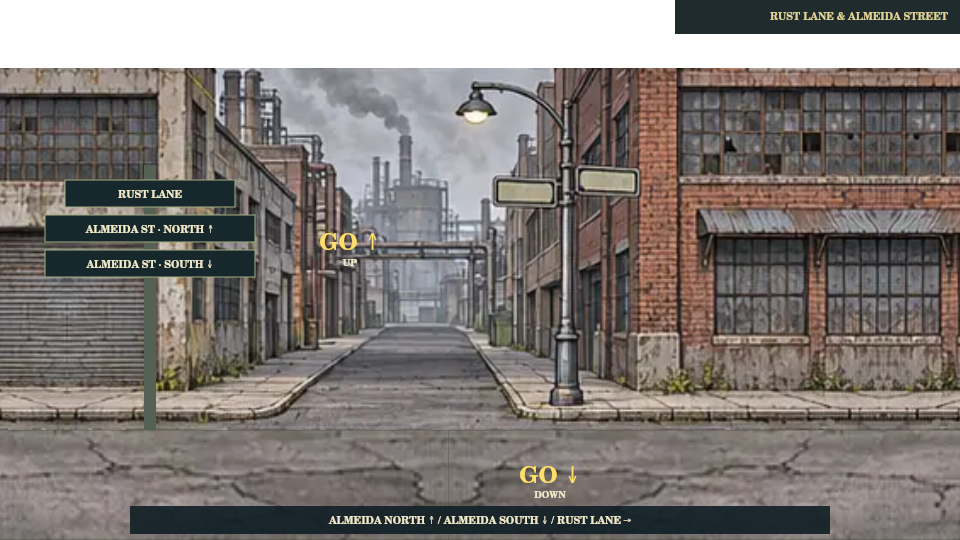 RUST LANE & ALMEIDA STREET
RUST LANE
ALMEIDA ST · NORTH ↑
ALMEIDA ST · SOUTH ↓
GO ↑
UP
GO ↓
DOWN
ALMEIDA NORTH ↑ / ALMEIDA SOUTH ↓ / RUST LANE →